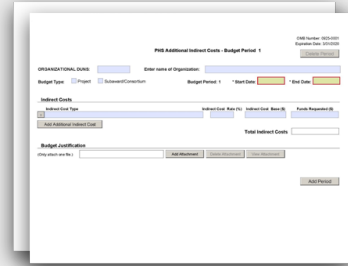 OMB Number: 0925-0001
Expiration Date: 3/31/2020
PHS Additional Indirect Costs - Budget Period 1
Delete Period
ORGANIZATIONAL DUNS:
Enter name of Organization:
Budget Type:
Project
Subaward/Consortium
Budget Period: 1
* Start Date:
* End Date:
Indirect Costs
Indirect Cost Type
Indirect Cost Rate (%)
Indirect Cost Base ($)
Funds Requested ($)
Add Additional Indirect Cost
Total Indirect Costs
Budget Justification
(Only attach one file.)
Add Attachment
Delete Attachment
View Attachment
Add Period